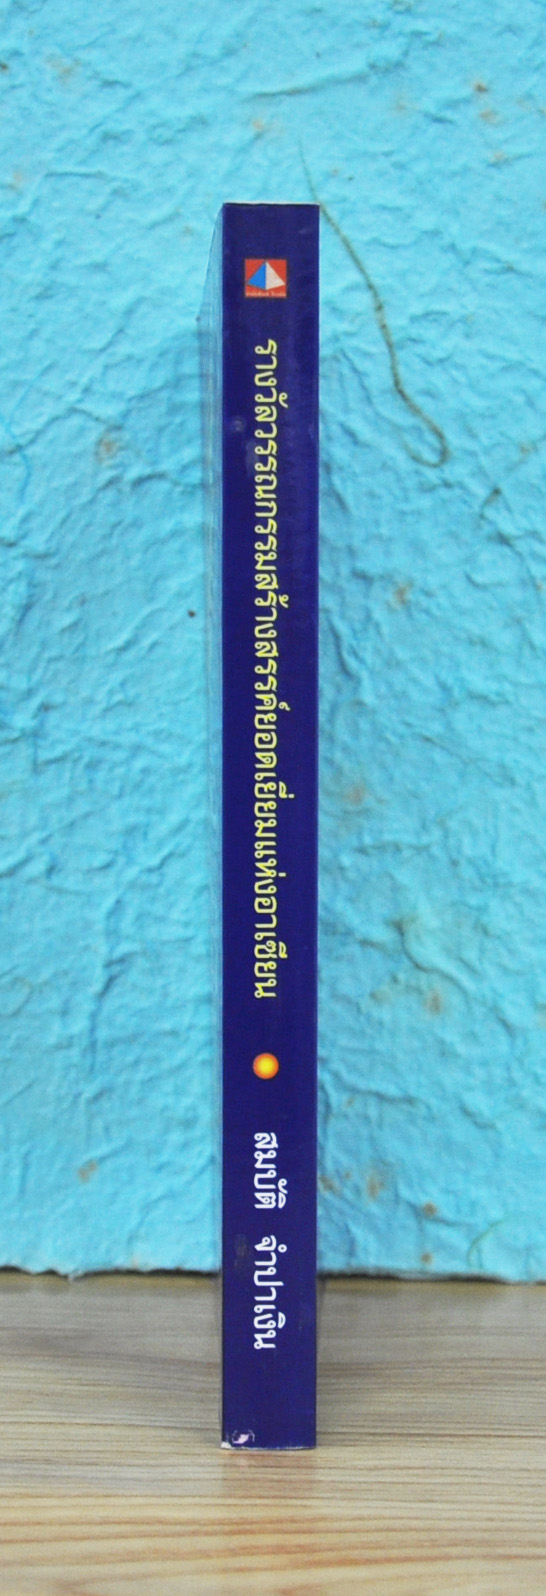 รางวัลวรรณกรรมสร้างสรรค์ยอดเยี่ยมแห่งอาเซียน
สมบัติ จำปาเงิน